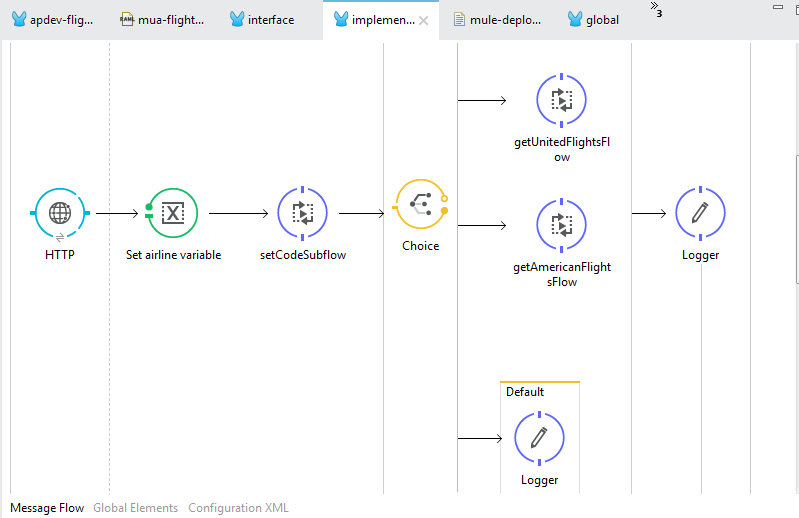 apdev-flig...
RAML
mua-flight...
interface
implemen...
mule-deplo...
global
»3
getUnitedFlightsFl
ow
HTTP
Set airline variable
setCodeSubflow
Choice
getAmericanFlight
sFlow
Logger
Default
Logger
Message Flow
Global Elements
Configuration XML